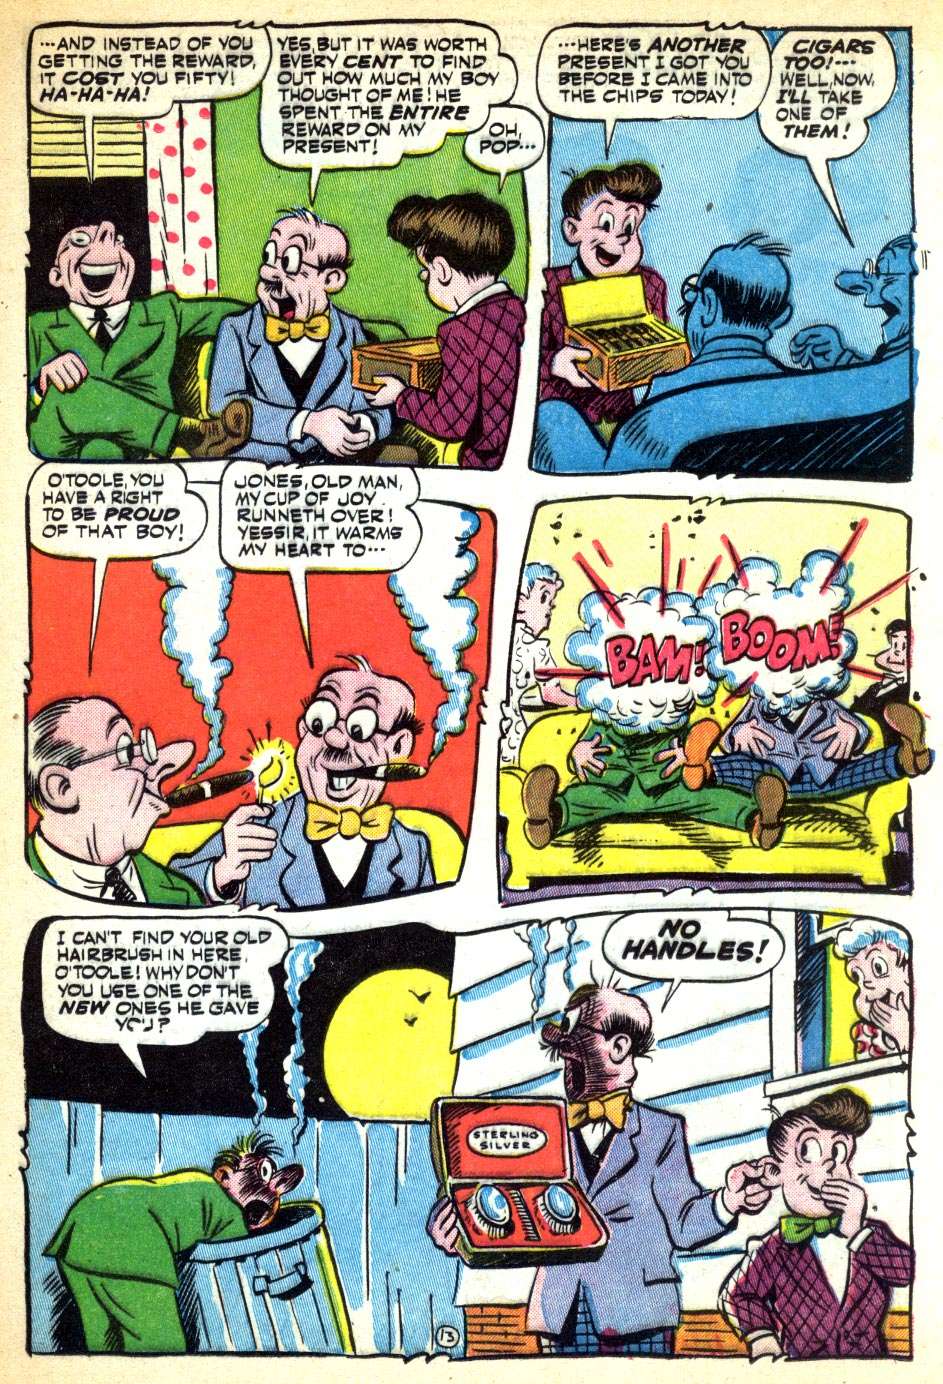 ...AND INSTEAD OF YOU
GETTING THE REWARD,
IT COST YOU FIFTY!
HA-HA-HA!
YES, BUT IT WAS WORTH
EVERY CENT TO FIND
OUT HOW MUCH MY BOY
THOUGHT OF ME! HE
SPENT THE ENTIRE
REWARD ON MY
PRESENT!
OH,
POP...
...HERE'S ANOTHER
PRESENT I GOT YOU
BEFORE I CAME INTO
THE CHIPS TODAY!
CIGARS
TOO!...
WELL, NOW,
I'LL TAKE
ONE OF
THEM!
O'TOOLE, YOU
HAVE A RIGHT
TO BE PROUD
OF THAT BOY!
JONES, OLD MAN,
MY CUP OF JOY
RUNNETH OVER!
YESSIR, IT WARMS
MY HEART TO...
BAM!
BOOM!
I CAN'T FIND YOUR OLD
HAIRBRUSH IN HERE,
O'TOOLE! WHY DON'T
YOU USE ONE OF THE
NEW ONES HE GAVE
YOU?
NO
HANDLES!
STERLING
SILVER
13